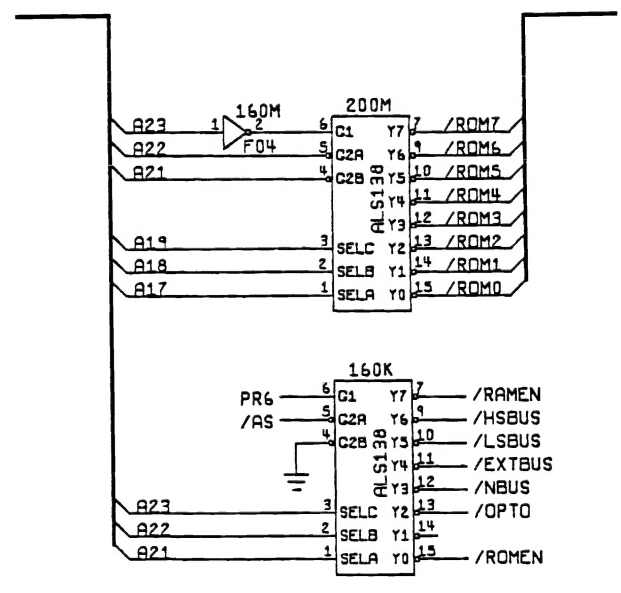 160M 200M
A23 1 2 6 G1 Y7 7 /ROM7
A22 F04 5 G2A Y6 9 /ROM6
A21 4 G2B Y5 10 /ROM5
ALS138
Y4 11 /ROM4
Y3 12 /ROM3
A19 3 SELC Y2 13 /ROM2
A18 2 SELB Y1 14 /ROM1
A17 1 SELA Y0 15 /ROM0
160K
PR6 6 G1 Y7 7 /RAMEN
/AS 5 G2A Y6 9 /HSBUS
4 G2B Y5 10 /LSBUS
ALS138
Y4 11 /EXTBUS
Y3 12 /NBUS
A23 3 SELC Y2 13 /OPTO
A22 2 SELB Y1 14
A21 1 SELA Y0 15 /ROMEN